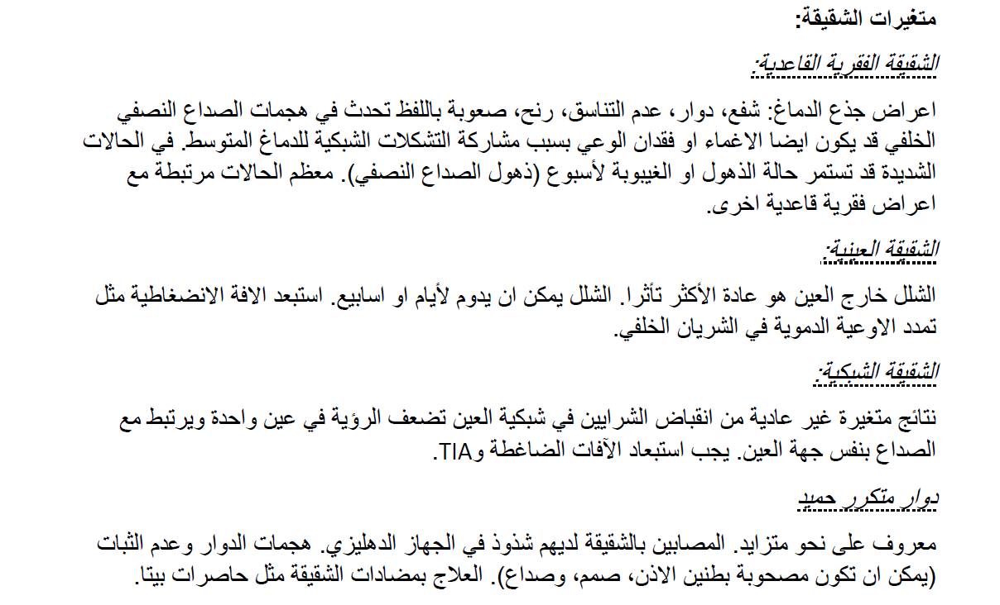 متغيرات الشقيقة:
الشقيقة الفقرية القاعدية:
اعراض جذع الدماغ: شفع، دوار، عدم التناسق، رنح، صعوبة باللفظ تحدث في هجمات الصداع النصفي
الخلفي قد يكون ايضا الاغماء او فقدان الوعي بسبب مشاركة التشكلات الشبكية للدماغ المتوسط. في الحالات
الشديدة قد تستمر حالة الذهول او الغيبوبة لأسبوع (ذهول الصداع النصفي). معظم الحالات مرتبطة مع
اعراض فقرية قاعدية اخرى.
الشقيقة العينية:
الشلل خارج العين هو عادة الأكثر تأثرا. الشلل يمكن ان يدوم لأيام او اسابيع. استبعد الافة الانضغاطية مثل
تمدد الاوعية الدموية في الشريان الخلفي.
الشقيقة الشبكية:
نتائج متغيرة غير عادية من انقباض الشرايين في شبكية العين تضعف الرؤية في عين واحدة ويرتبط مع
الصداع بنفس جهة العين. يجب استبعاد الآفات الضاغطة وTIA.
دوار متكرر حميد
معروف على نحو متزايد. المصابين بالشقيقة لديهم شذوذ في الجهاز الدهليزي. هجمات الدوار وعدم الثبات
(يمكن ان تكون مصحوبة بطنين الاذن، صمم، وصداع). العلاج بمضادات الشقيقة مثل حاصرات بيتا.